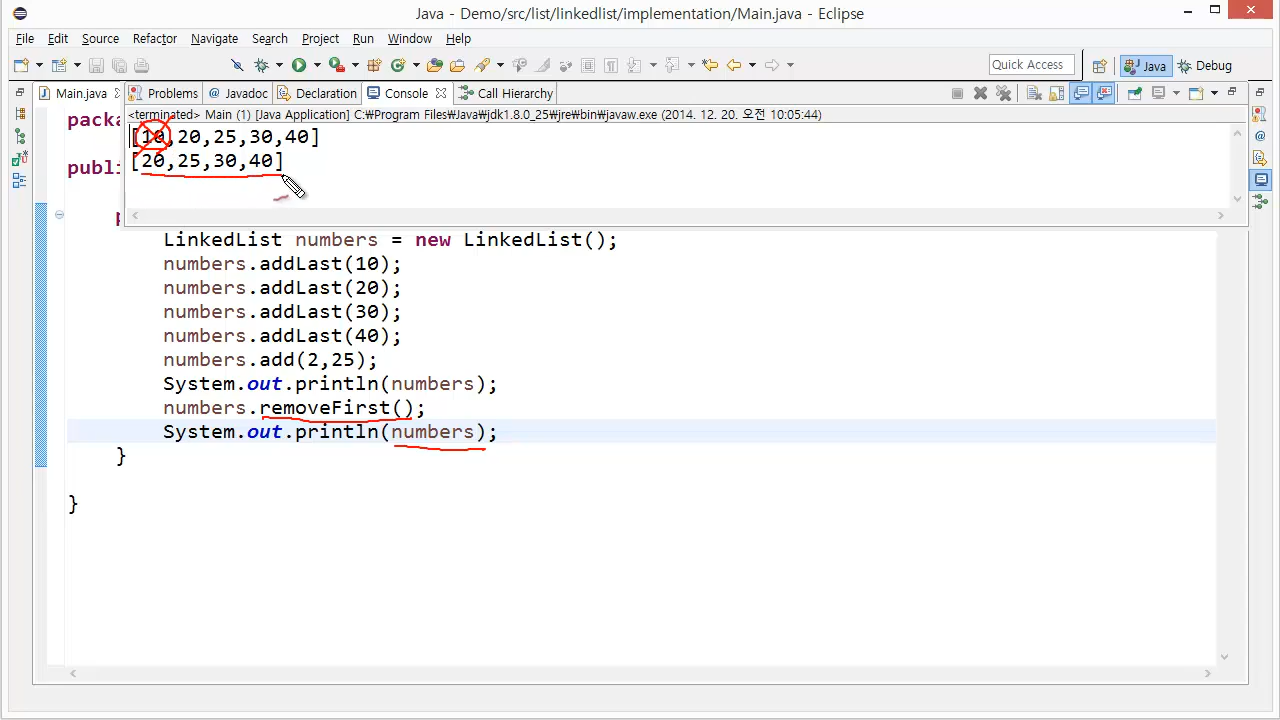 Java - Demo/src/list/linkedlist/implementation/Main.java - Eclipse
File Edit Source Refactor Navigate Search Project Run Window Help
Quick Access Java Debug
Main.java Problems @ Javadoc Declaration Console Call Hierarchy
<terminated> Main (1) [Java Application] C:₩Program Files₩Java₩jdk1.8.0_25₩jre₩bin₩javaw.exe (2014. 12. 20. 오전 10:05:44)
packa
[10,20,25,30,40]
[20,25,30,40]
publi
p
LinkedList numbers = new LinkedList();
numbers.addLast(10);
numbers.addLast(20);
numbers.addLast(30);
numbers.addLast(40);
numbers.add(2,25);
System.out.println(numbers);
numbers.removeFirst();
System.out.println(numbers);
}
}